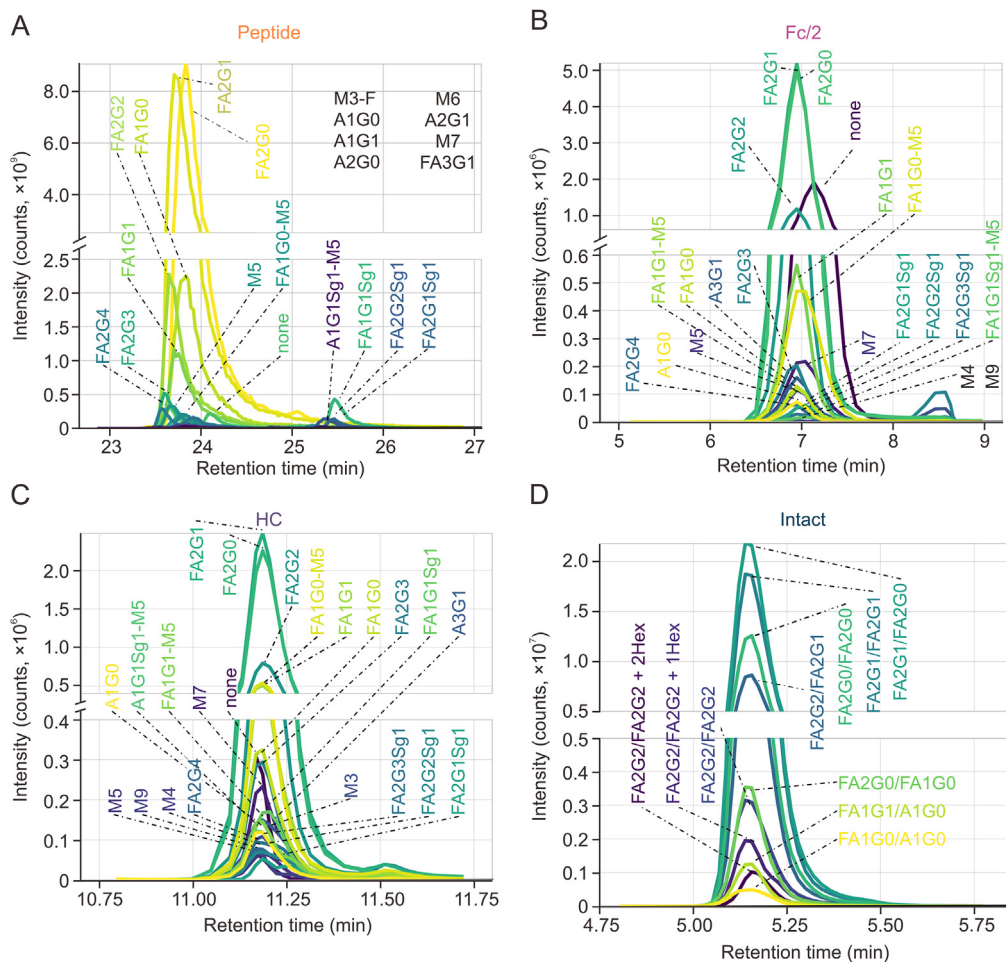 A
Peptide
Intensity (counts, ×10⁹)
8.0
6.0
4.0
2.5
2.0
1.5
1.0
0.5
0
FA2G2
FA1G0
FA2G1
FA2G0
M3-F M6
A1G0 A2G1
A1G1 M7
A2G0 FA3G1
FA2G4
FA2G3
FA1G1
M5
FA1G0-M5
none
A1G1Sg1-M5
FA1G1Sg1
FA2G2Sg1
FA2G1Sg1
23 24 25 26 27
Retention time (min)
B
Fc/2
Intensity (counts, ×10⁶)
5.0
4.0
3.0
2.0
1.0
0.6
0.5
0.4
0.3
0.2
0.1
0
FA2G2
FA2G1
FA2G0
none
FA1G1
FA1G0-M5
FA2G4
A1G0
FA1G1-M5
M5
FA1G0
A3G1
FA2G3
M7
FA2G1Sg1
FA2G2Sg1
FA2G3Sg1
FA1G1Sg1-M5
M4
M9
5 6 7 8 9
Retention time (min)
C
HC
Intensity (counts, ×10⁶)
2.0
1.5
1.0
0.5
0.4
0.3
0.2
0.1
0
FA2G1
FA2G0
FA2G2
FA1G0-M5
FA1G1
FA1G0
FA2G3
FA1G1Sg1
A3G1
A1G0
A1G1Sg1-M5
FA1G1-M5
M7
none
M5
M9
M4
FA2G4
M3
FA2G3Sg1
FA2G2Sg1
FA2G1Sg1
10.75 11.00 11.25 11.50 11.75
Retention time (min)
D
Intact
Intensity (counts, ×10⁷)
2.0
1.5
1.0
0.5
0.5
0.4
0.3
0.2
0.1
0
FA2G2/FA2G2 + 2Hex
FA2G2/FA2G2 + 1Hex
FA2G2/FA2G2
FA2G2/FA2G1
FA2G0/FA2G0
FA2G1/FA2G1
FA2G1/FA2G0
FA2G0/FA1G0
FA1G1/A1G0
FA1G0/A1G0
4.75 5.00 5.25 5.50 5.75
Retention time (min)